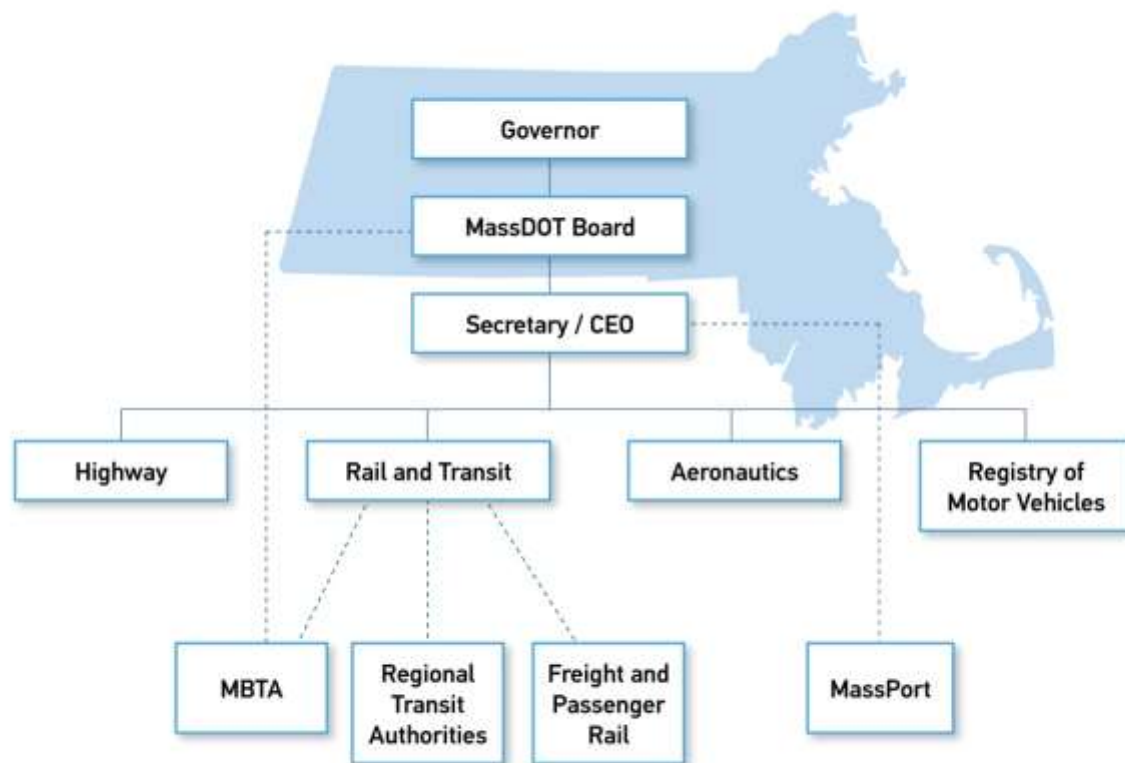 Governor
MassDOT Board
Secretary / CEO
Highway
Rail and Transit
Aeronautics
Registry of
Motor Vehicles
MBTA
Regional
Transit
Authorities
Freight and
Passenger
Rail
MassPort